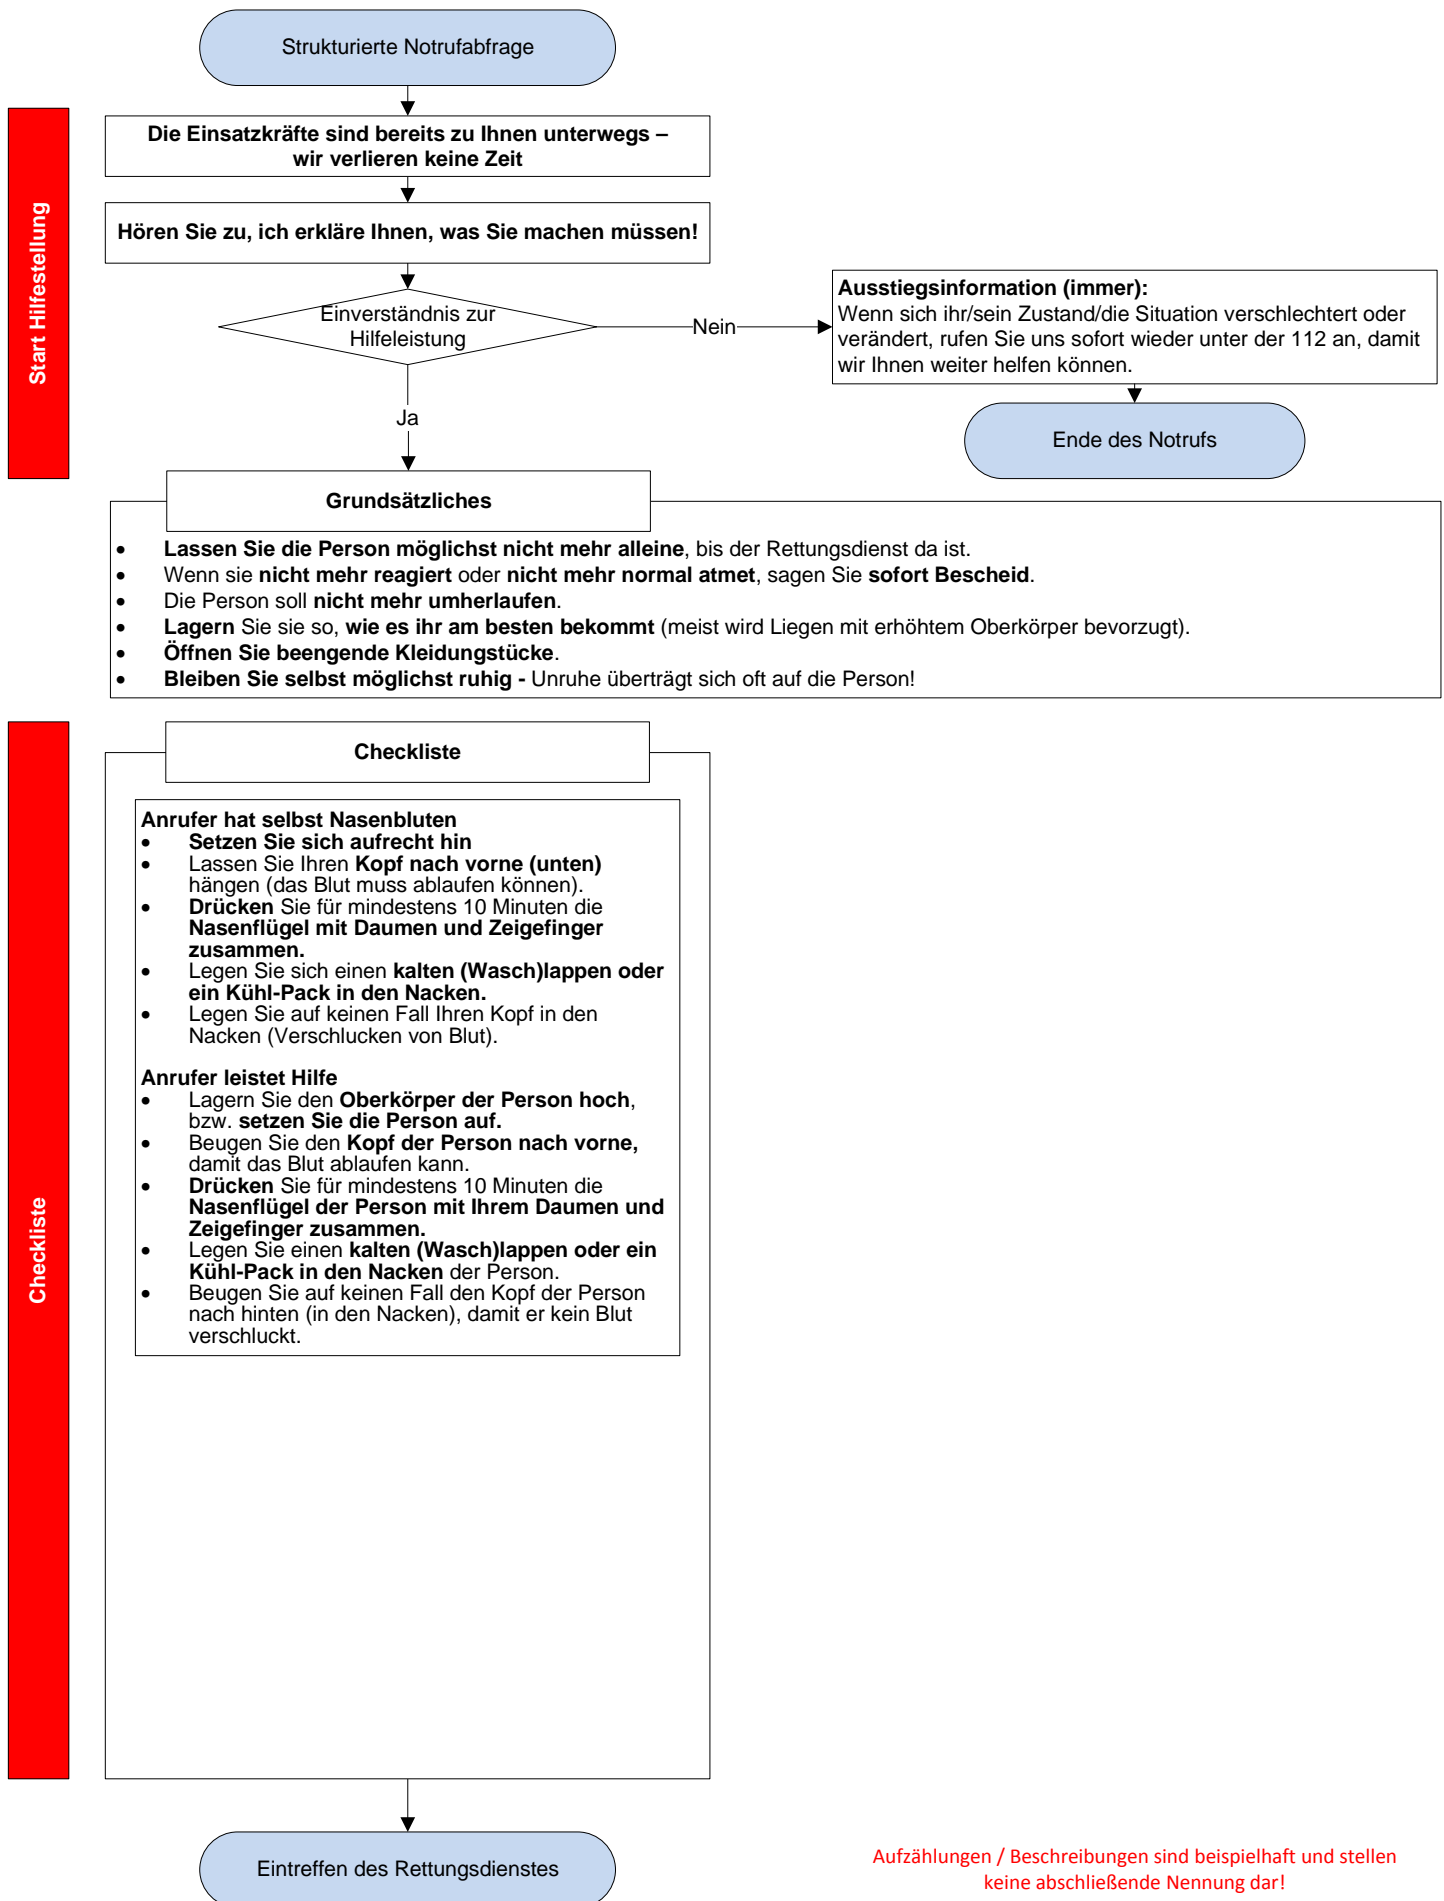 Strukturierte Notrufabfrage
Start Hilfestellung
Die Einsatzkräfte sind bereits zu Ihnen unterwegs –
wir verlieren keine Zeit
Hören Sie zu, ich erkläre Ihnen, was Sie machen müssen!
Einverständnis zur
Hilfeleistung
Nein
Ausstiegsinformation (immer):
Wenn sich ihr/sein Zustand/die Situation verschlechtert oder
verändert, rufen Sie uns sofort wieder unter der 112 an, damit
wir Ihnen weiter helfen können.
Ende des Notrufs
Ja
Grundsätzliches
• Lassen Sie die Person möglichst nicht mehr alleine, bis der Rettungsdienst da ist.
• Wenn sie nicht mehr reagiert oder nicht mehr normal atmet, sagen Sie sofort Bescheid.
• Die Person soll nicht mehr umherlaufen.
• Lagern Sie sie so, wie es ihr am besten bekommt (meist wird Liegen mit erhöhtem Oberkörper bevorzugt).
• Öffnen Sie beengende Kleidungstücke.
• Bleiben Sie selbst möglichst ruhig - Unruhe überträgt sich oft auf die Person!
Checkliste
Checkliste
Anrufer hat selbst Nasenbluten
• Setzen Sie sich aufrecht hin
• Lassen Sie Ihren Kopf nach vorne (unten)
hängen (das Blut muss ablaufen können).
• Drücken Sie für mindestens 10 Minuten die
Nasenflügel mit Daumen und Zeigefinger
zusammen.
• Legen Sie sich einen kalten (Wasch)lappen oder
ein Kühl-Pack in den Nacken.
• Legen Sie auf keinen Fall Ihren Kopf in den
Nacken (Verschlucken von Blut).
Anrufer leistet Hilfe
• Lagern Sie den Oberkörper der Person hoch,
bzw. setzen Sie die Person auf.
• Beugen Sie den Kopf der Person nach vorne,
damit das Blut ablaufen kann.
• Drücken Sie für mindestens 10 Minuten die
Nasenflügel der Person mit Ihrem Daumen und
Zeigefinger zusammen.
• Legen Sie einen kalten (Wasch)lappen oder ein
Kühl-Pack in den Nacken der Person.
• Beugen Sie auf keinen Fall den Kopf der Person
nach hinten (in den Nacken), damit er kein Blut
verschluckt.
Eintreffen des Rettungsdienstes
Aufzählungen / Beschreibungen sind beispielhaft und stellen
keine abschließende Nennung dar!